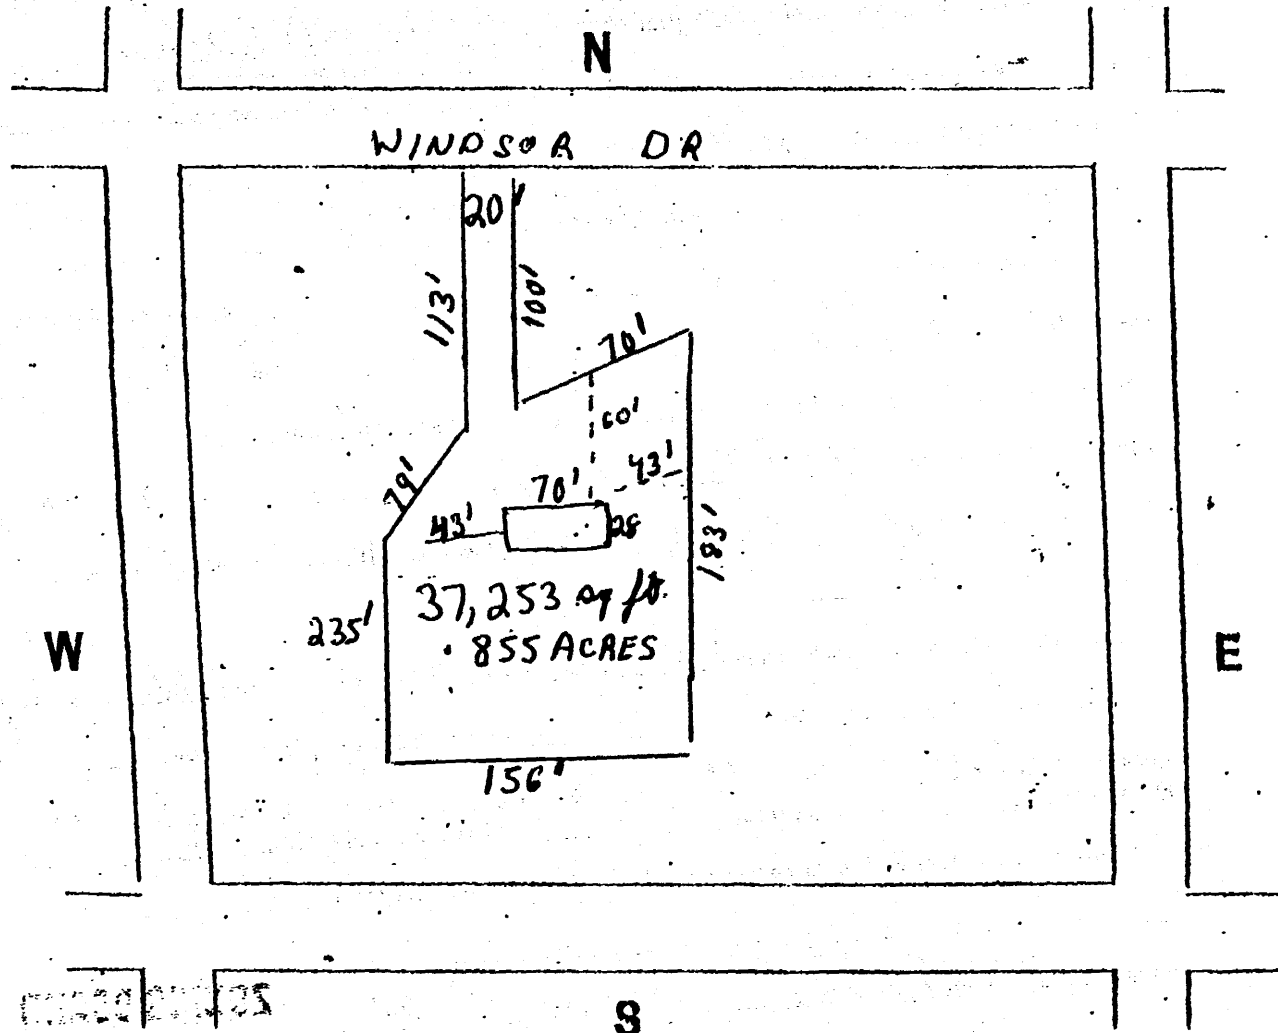 N
WINDSOR DR
20'
113'
100'
70'
60'
43'
70'
79'
43'
28
183'
37,253 sq ft.
.855 ACRES
235'
W
E
156'
S